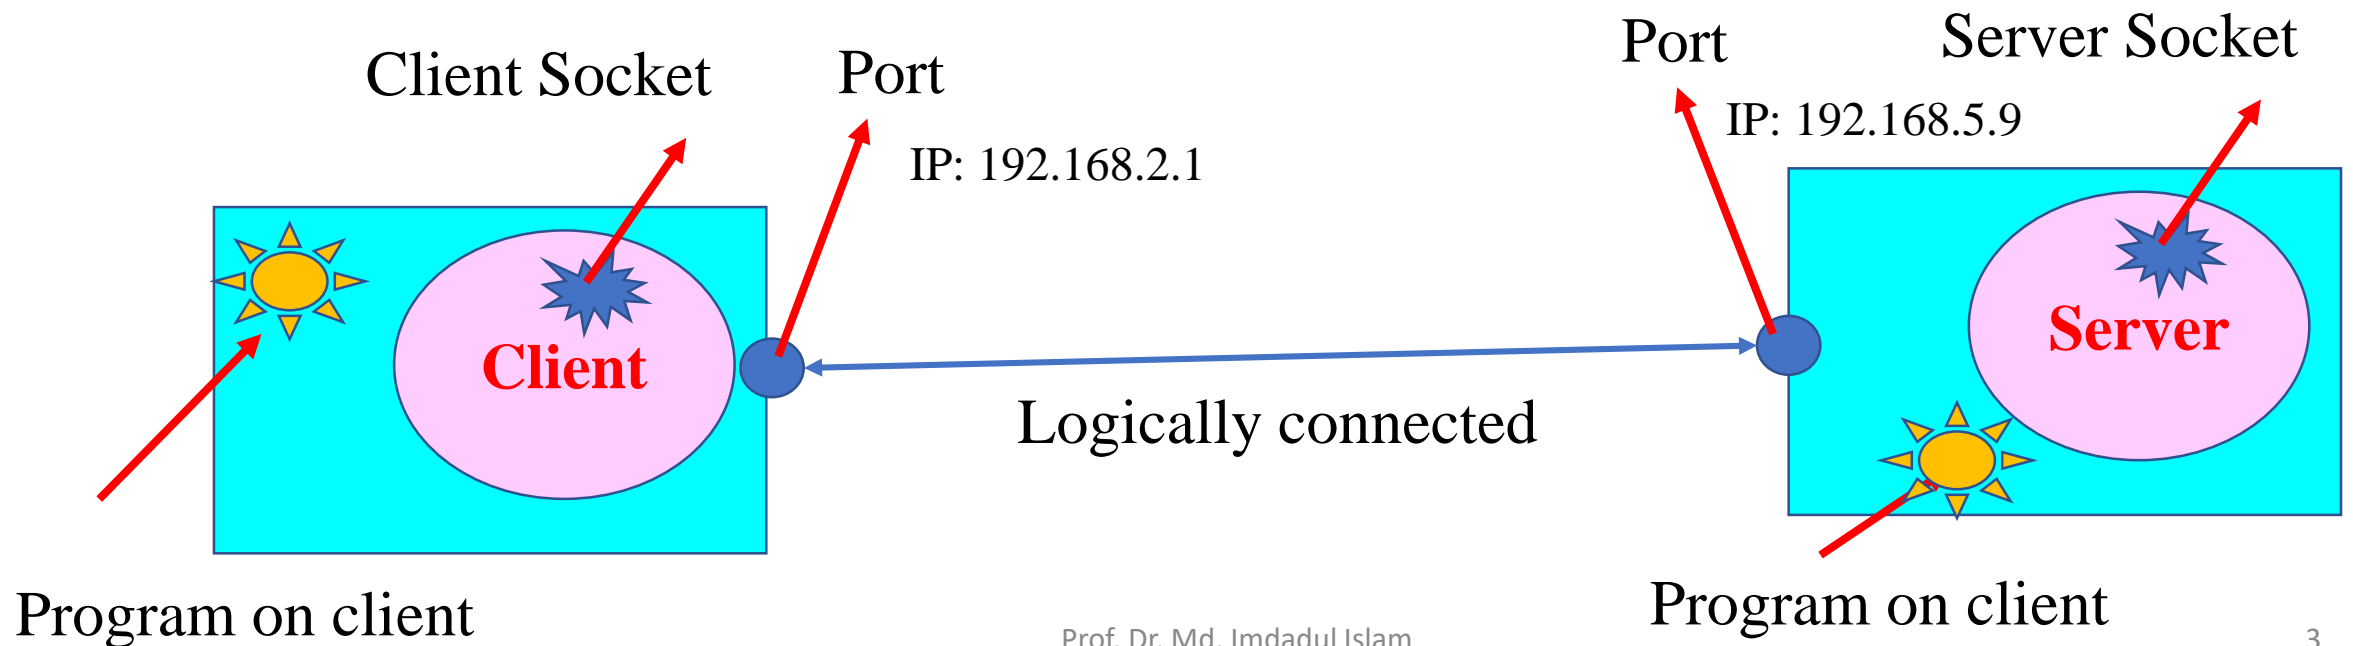 Client Socket
Port
IP: 192.168.2.1
Port
Server Socket
IP: 192.168.5.9
Client
Server
Logically connected
Program on client
Program on client
Prof. Dr. Md. Imdadul Islam
3